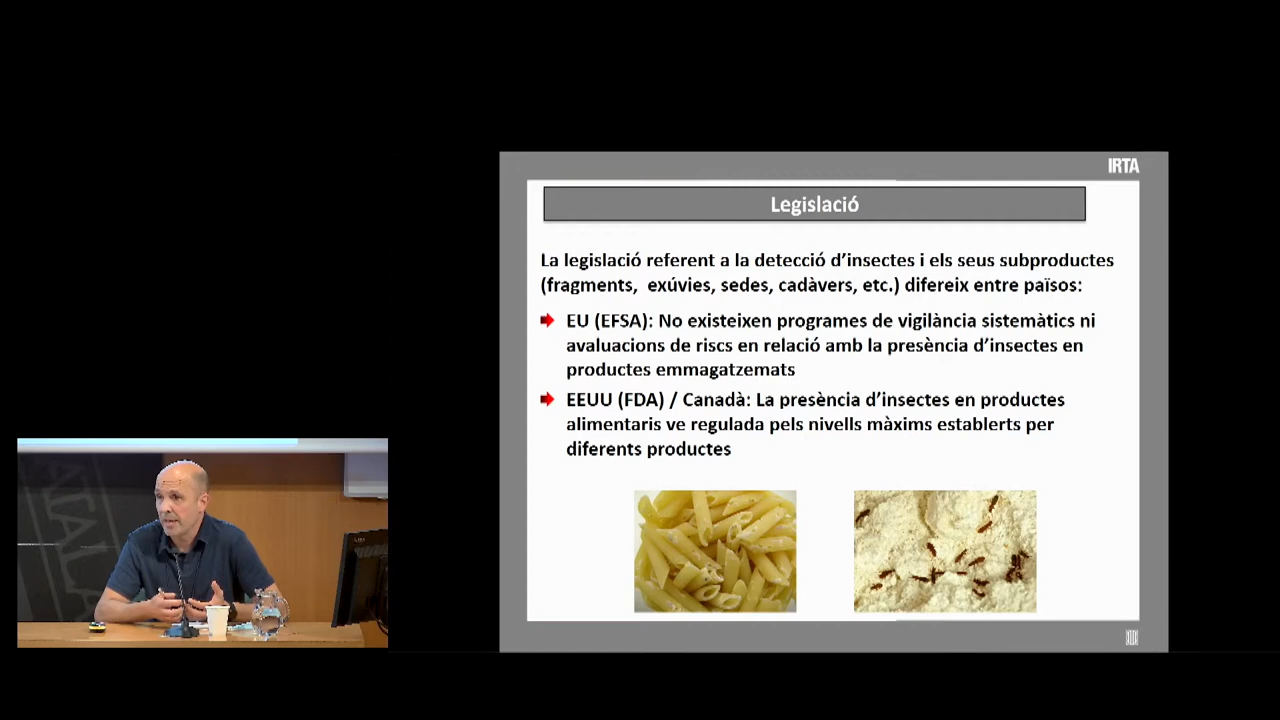 IRTA
Legislació
La legislació referent a la detecció d'insectes i els seus subproductes
(fragments, exúvies, sedes, cadàvers, etc.) difereix entre països:
EU (EFSA): No existeixen programes de vigilància sistemàtics ni
avaluacions de riscs en relació amb la presència d'insectes en
productes emmagatzemats
EEUU (FDA) / Canadà: La presència d'insectes en productes
alimentaris ve regulada pels nivells màxims establerts per
diferents productes
ATALA